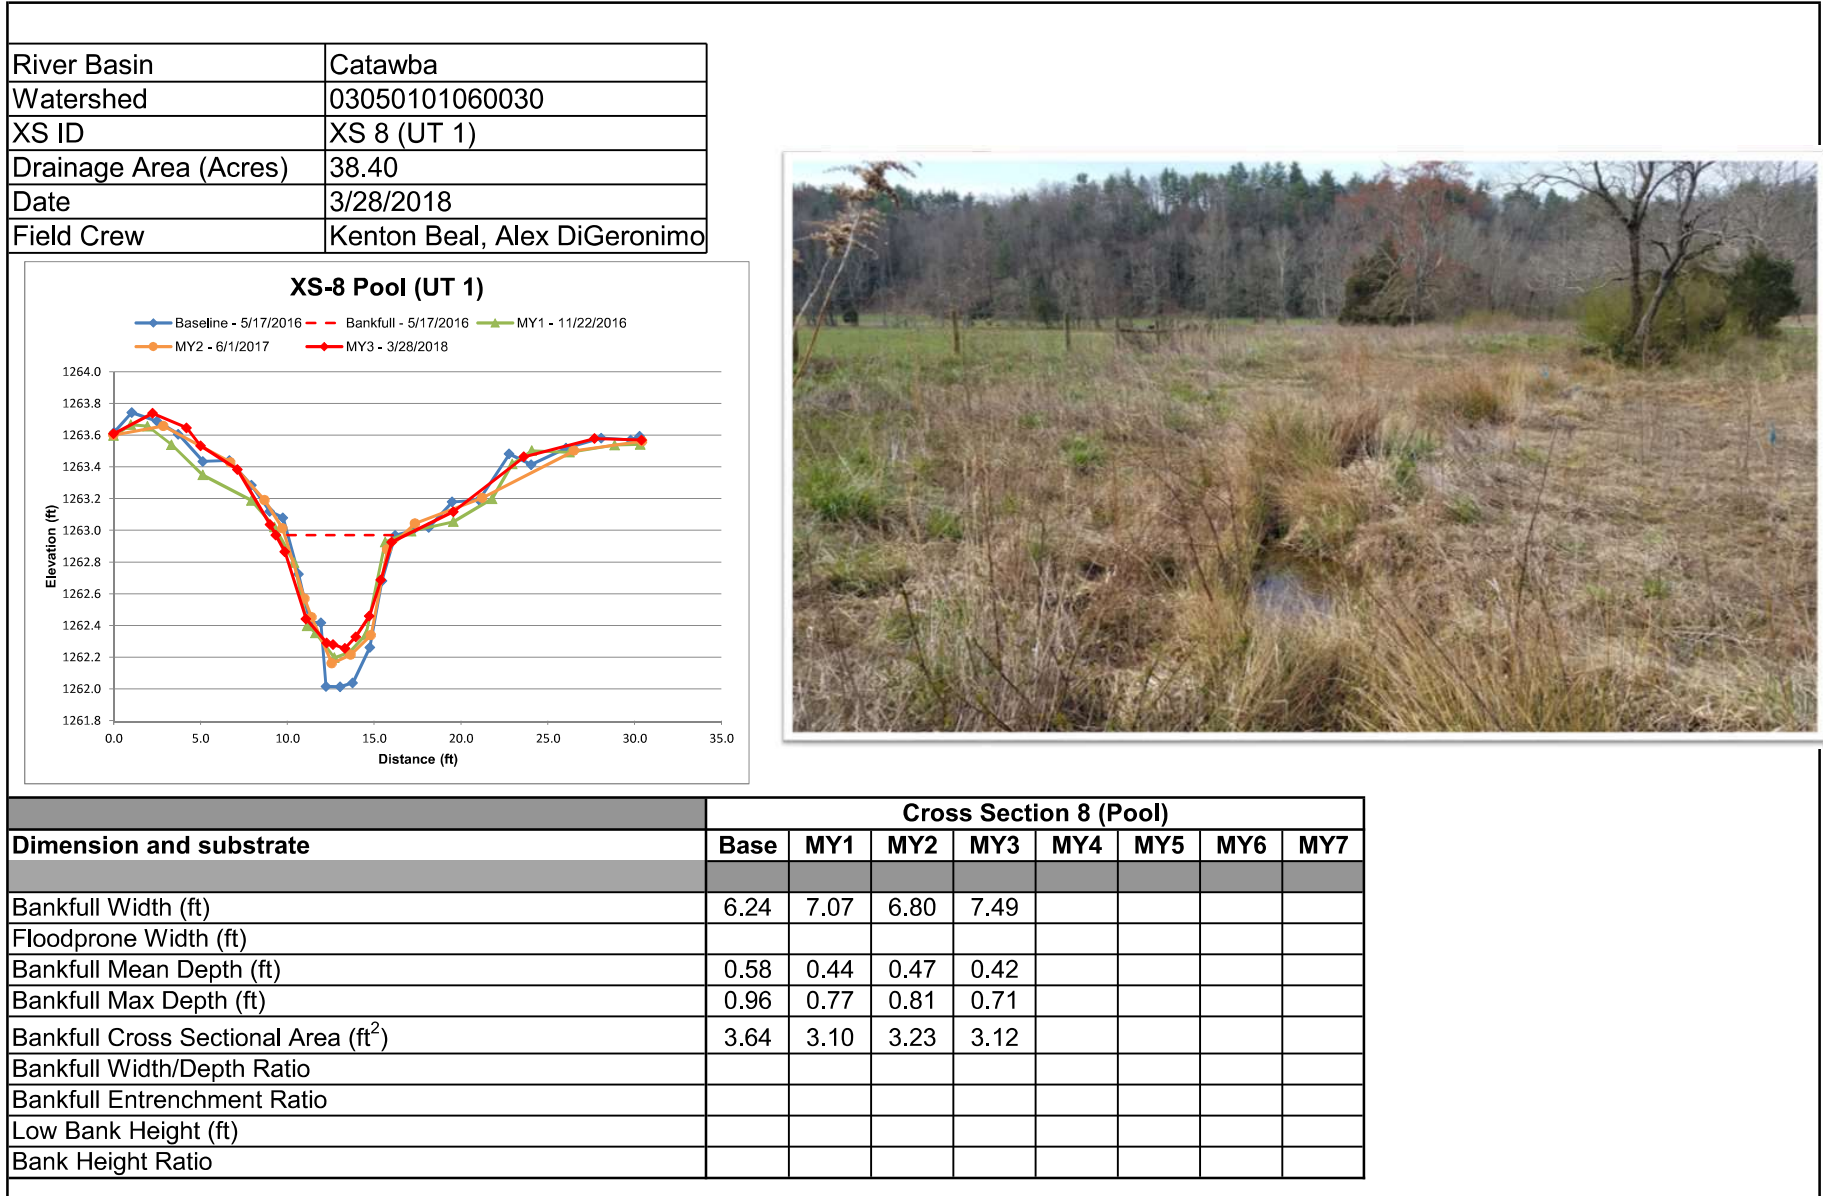 River Basin Catawba
Watershed 03050101060030
XS ID XS 8 (UT 1)
Drainage Area (Acres) 38.40
Date 3/28/2018
Field Crew Kenton Beal, Alex DiGeronimo
XS-8 Pool (UT 1)
Baseline - 5/17/2016 Bankfull - 5/17/2016 MY1 - 11/22/2016
MY2 - 6/1/2017 MY3 - 3/28/2018
Elevation (ft)
1264.0
1263.8
1263.6
1263.4
1263.2
1263.0
1262.8
1262.6
1262.4
1262.2
1262.0
1261.8
0.0 5.0 10.0 15.0 20.0 25.0 30.0 35.0
Distance (ft)
Cross Section 8 (Pool)
Dimension and substrate Base MY1 MY2 MY3 MY4 MY5 MY6 MY7
Bankfull Width (ft) 6.24 7.07 6.80 7.49
Floodprone Width (ft)
Bankfull Mean Depth (ft) 0.58 0.44 0.47 0.42
Bankfull Max Depth (ft) 0.96 0.77 0.81 0.71
Bankfull Cross Sectional Area (ft²) 3.64 3.10 3.23 3.12
Bankfull Width/Depth Ratio
Bankfull Entrenchment Ratio
Low Bank Height (ft)
Bank Height Ratio